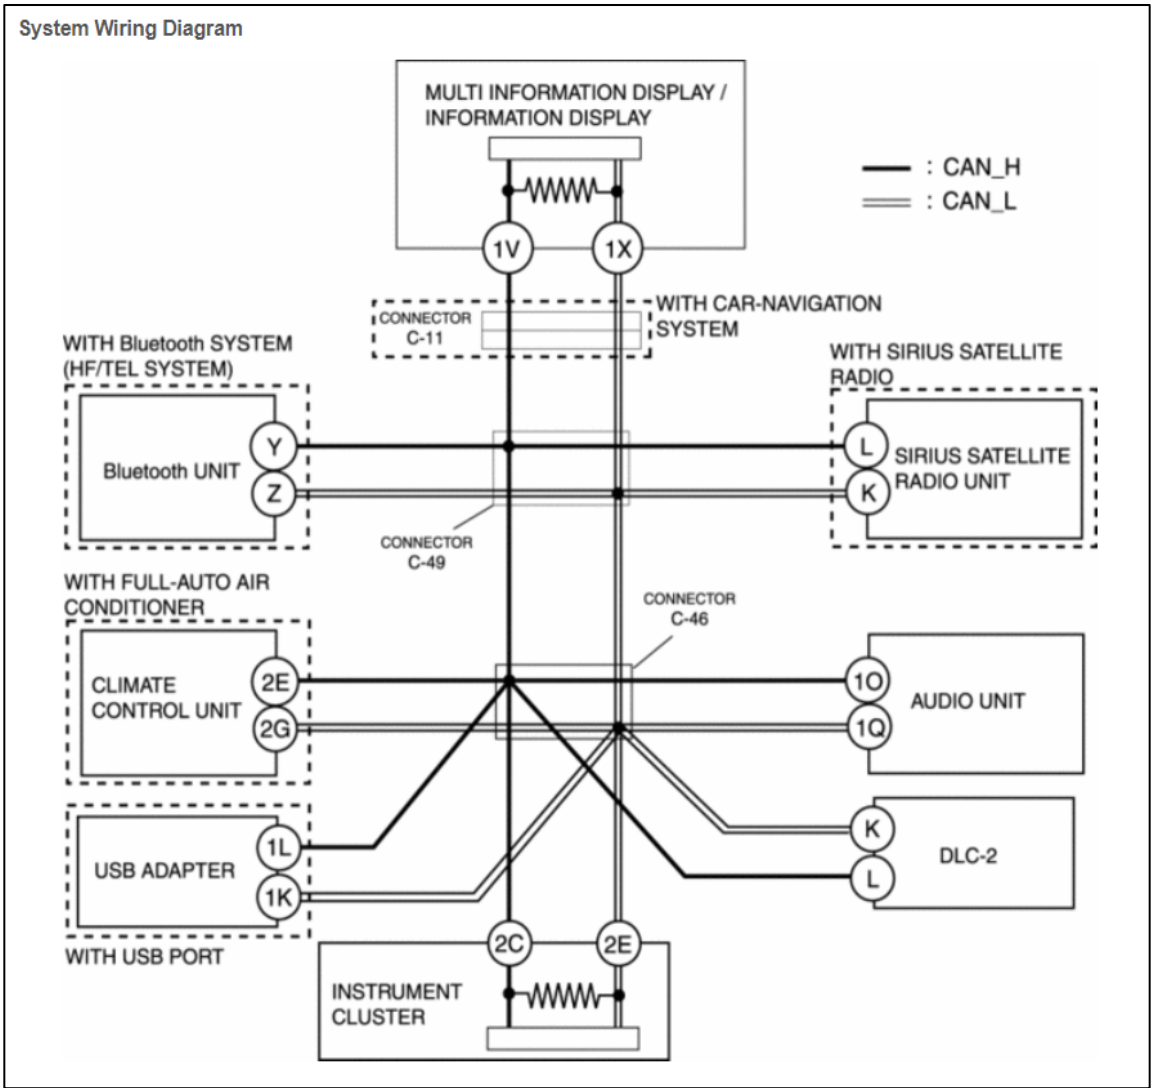 System Wiring Diagram
MULTI INFORMATION DISPLAY /
INFORMATION DISPLAY
: CAN_H
: CAN_L
1V
1X
WITH CAR-NAVIGATION
SYSTEM
CONNECTOR
C-11
WITH Bluetooth SYSTEM
(HF/TEL SYSTEM)
Bluetooth UNIT
Y
Z
WITH SIRIUS SATELLITE
RADIO
L
K
SIRIUS SATELLITE
RADIO UNIT
CONNECTOR
C-49
WITH FULL-AUTO AIR
CONDITIONER
CLIMATE
CONTROL UNIT
2E
2G
CONNECTOR
C-46
1O
1Q
AUDIO UNIT
USB ADAPTER
1L
1K
WITH USB PORT
K
L
DLC-2
2C
2E
INSTRUMENT
CLUSTER